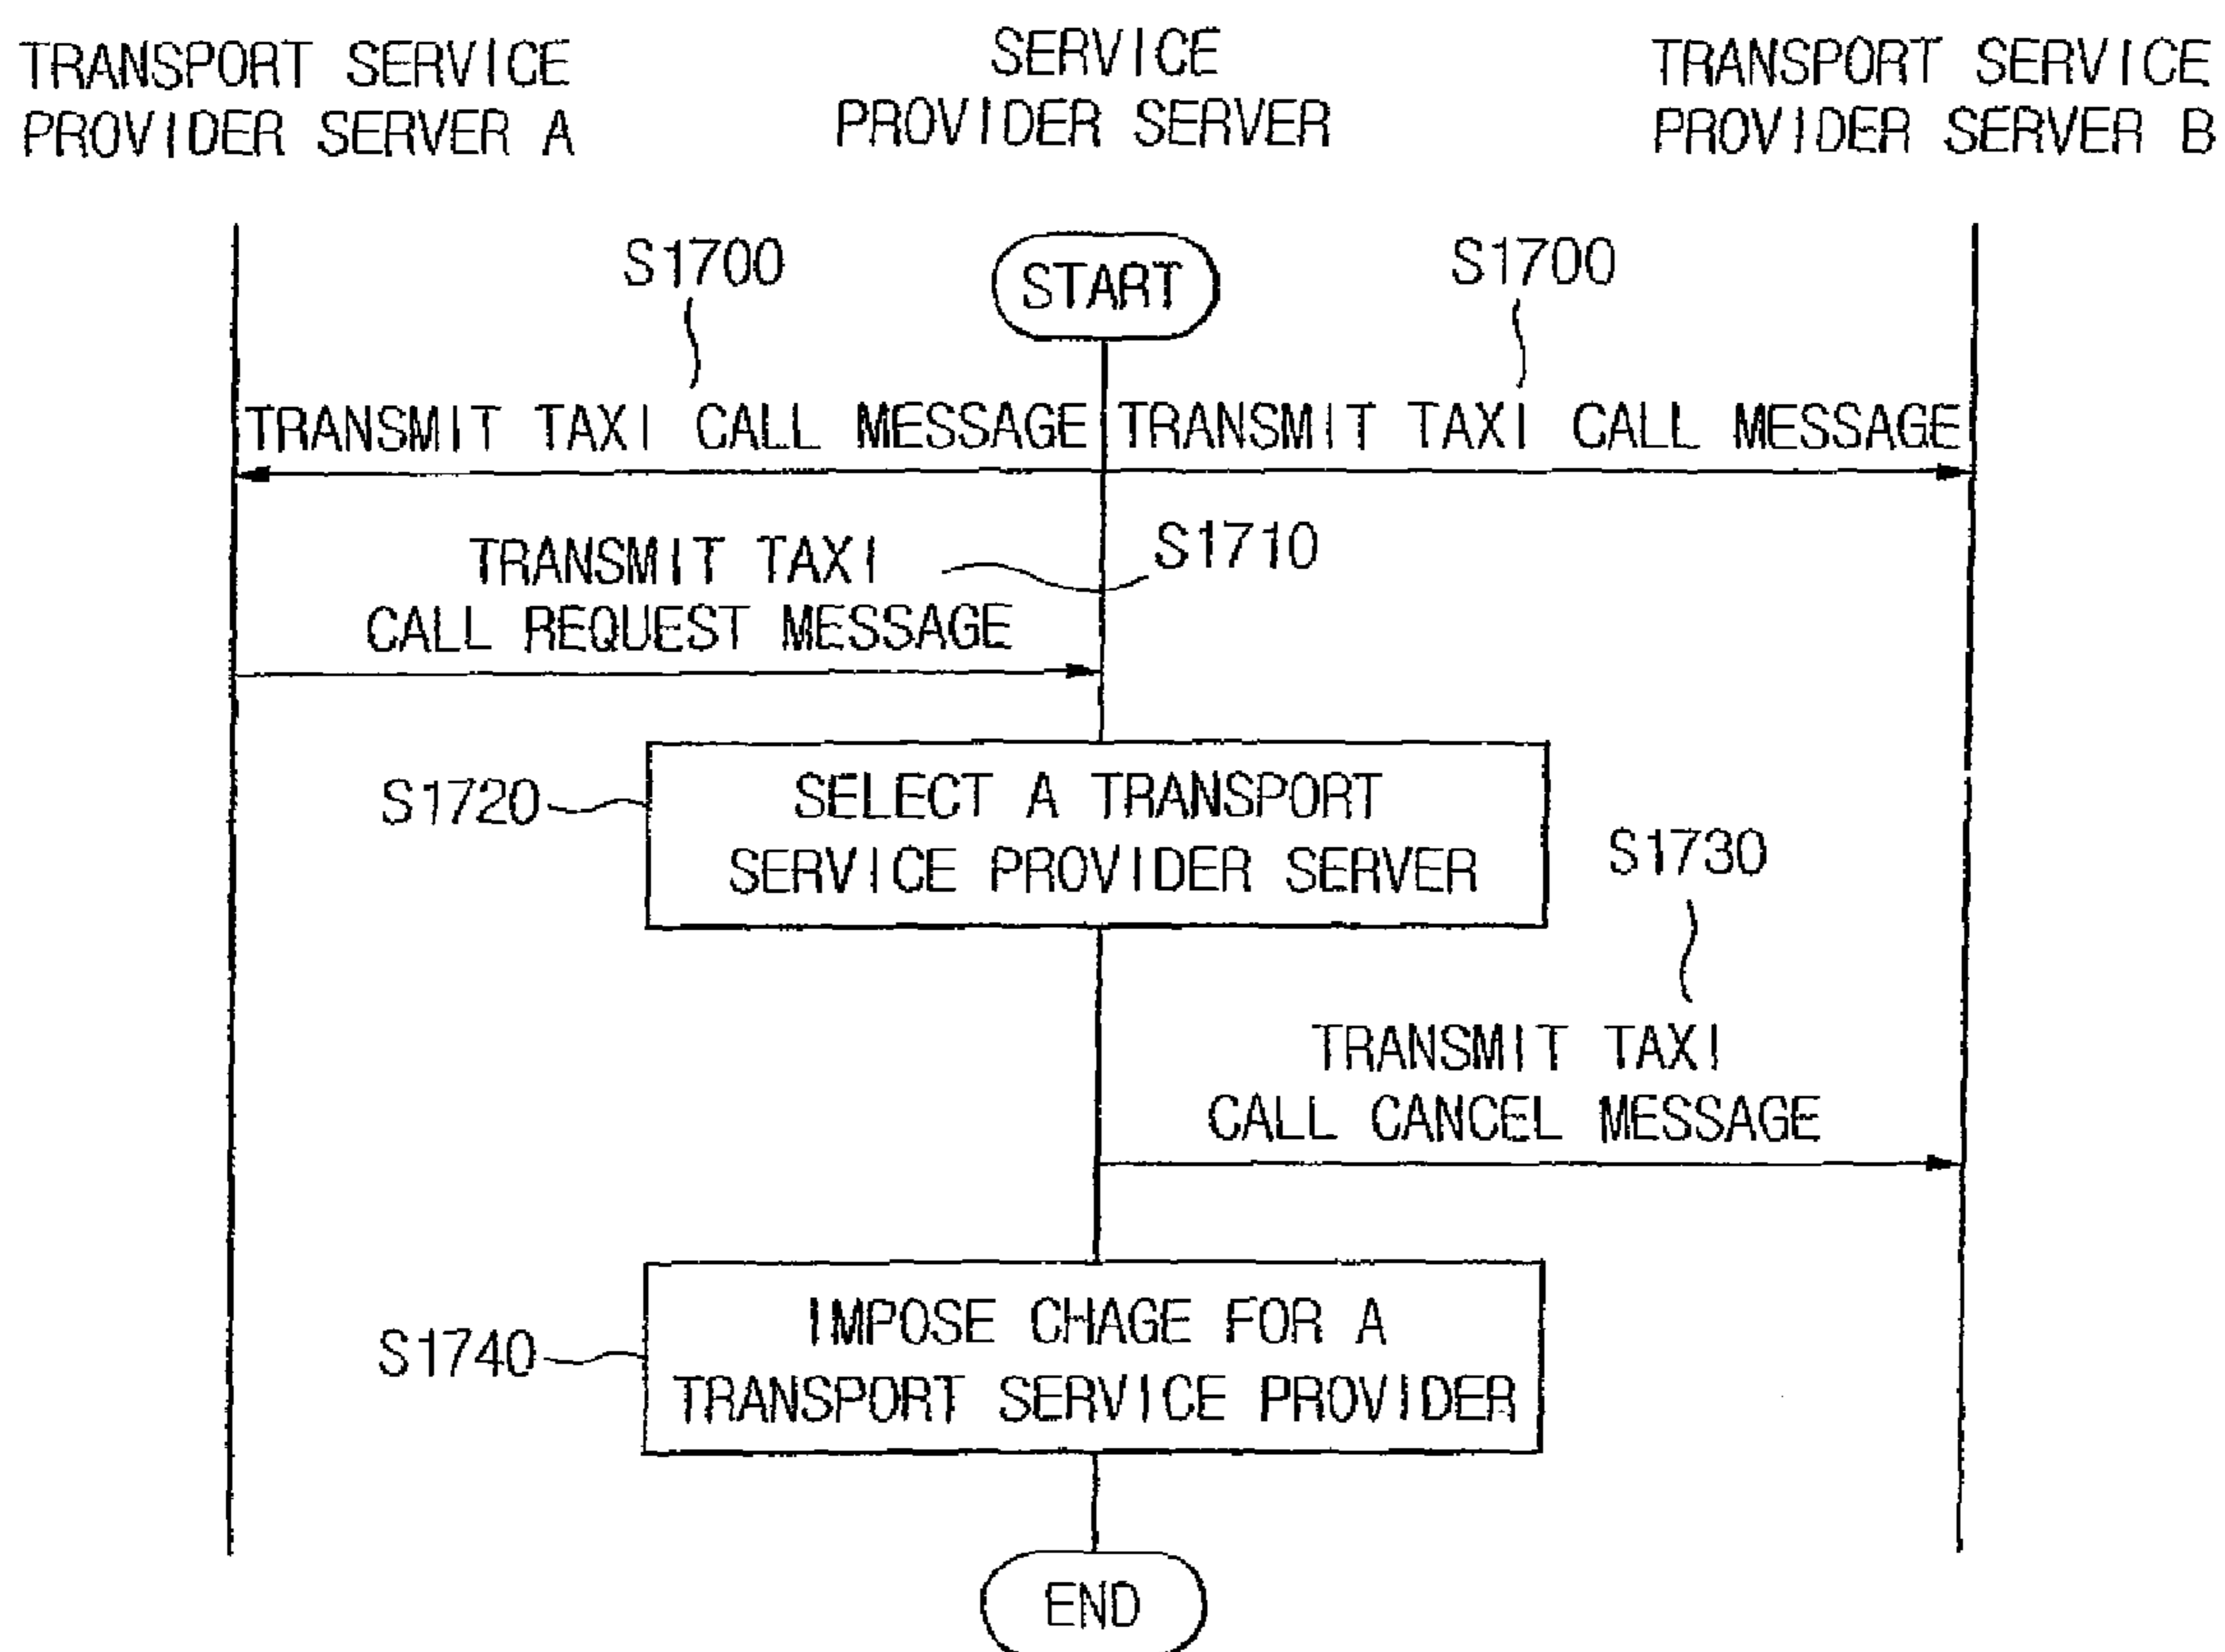 TRANSPORT SERVICE
PROVIDER SERVER A
SERVICE
PROVIDER SERVER
TRANSPORT SERVICE
PROVIDER SERVER B
S1700
START
S1700
TRANSMIT TAXI CALL MESSAGE
TRANSMIT TAXI CALL MESSAGE
TRANSMIT TAXI
CALL REQUEST MESSAGE
S1710
S1720
SELECT A TRANSPORT
SERVICE PROVIDER SERVER
S1730
TRANSMIT TAXI
CALL CANCEL MESSAGE
S1740
IMPOSE CHAGE FOR A
TRANSPORT SERVICE PROVIDER
END